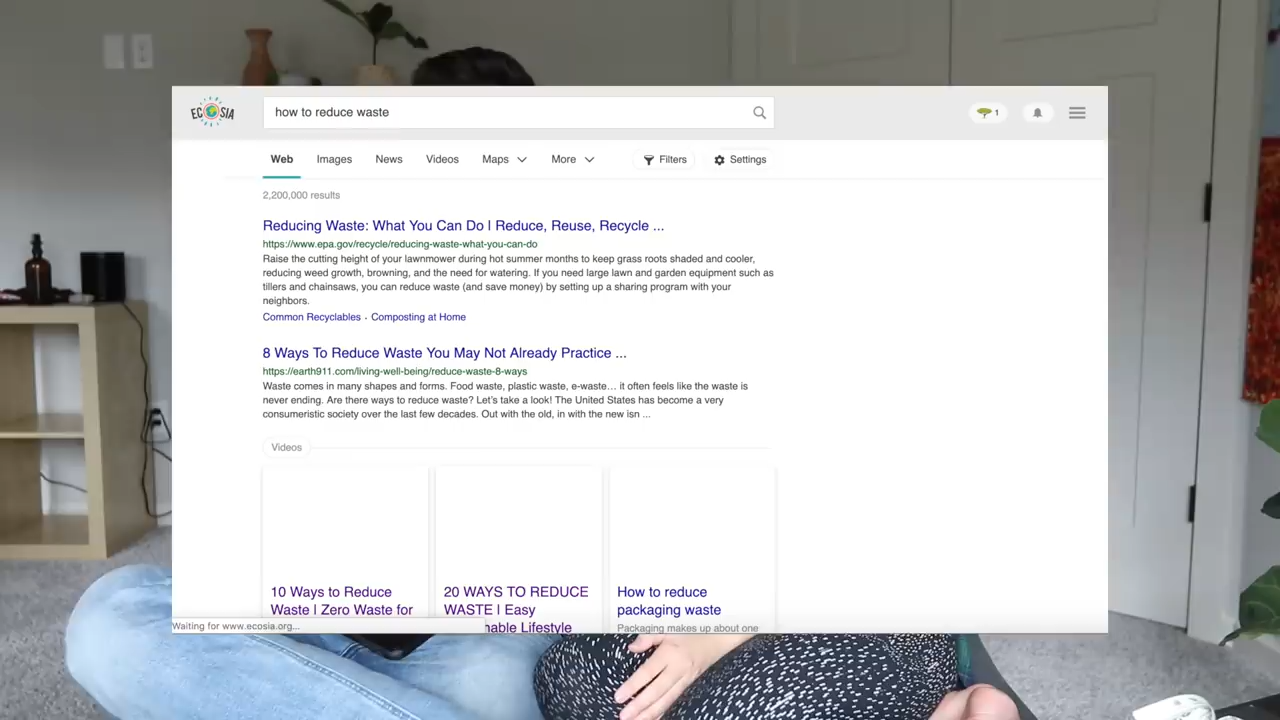 ECOSIA
how to reduce waste
1
Web
Images
News
Videos
Maps
More
Filters
Settings
2,200,000 results
Reducing Waste: What You Can Do | Reduce, Reuse, Recycle ...
https://www.epa.gov/recycle/reducing-waste-what-you-can-do
Raise the cutting height of your lawnmower during hot summer months to keep grass roots shaded and cooler,
reducing weed growth, browning, and the need for watering. If you need large lawn and garden equipment such as
tillers and chainsaws, you can reduce waste (and save money) by setting up a sharing program with your
neighbors.
Common Recyclables · Composting at Home
8 Ways To Reduce Waste You May Not Already Practice ...
https://earth911.com/living-well-being/reduce-waste-8-ways
Waste comes in many shapes and forms. Food waste, plastic waste, e-waste… it often feels like the waste is
never ending. Are there ways to reduce waste? Let's take a look! The United States has become a very
consumeristic society over the last few decades. Out with the old, in with the new isn ...
Videos
10 Ways to Reduce
Waste | Zero Waste for
20 WAYS TO REDUCE
WASTE | Easy
nable Lifestyle
How to reduce
packaging waste
Packaging makes up about one
Waiting for www.ecosia.org...